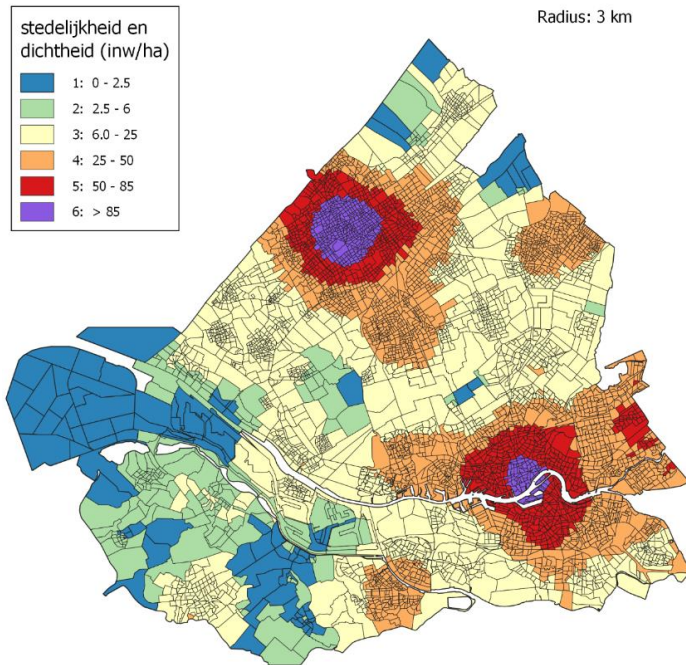 stedelijkheid en
dichtheid (inw/ha)
1: 0 - 2.5
2: 2.5 - 6
3: 6.0 - 25
4: 25 - 50
5: 50 - 85
6: > 85
Radius: 3 km